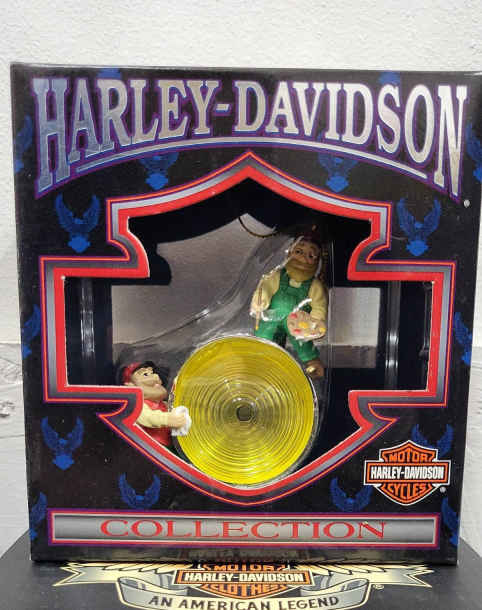 HARLEY-DAVIDSON
®
MOTOR
HARLEY-DAVIDSON
CYCLES
®
COLLECTION
MOTOR
HARLEY-DAVIDSON
CLOTHES
AN AMERICAN LEGEND